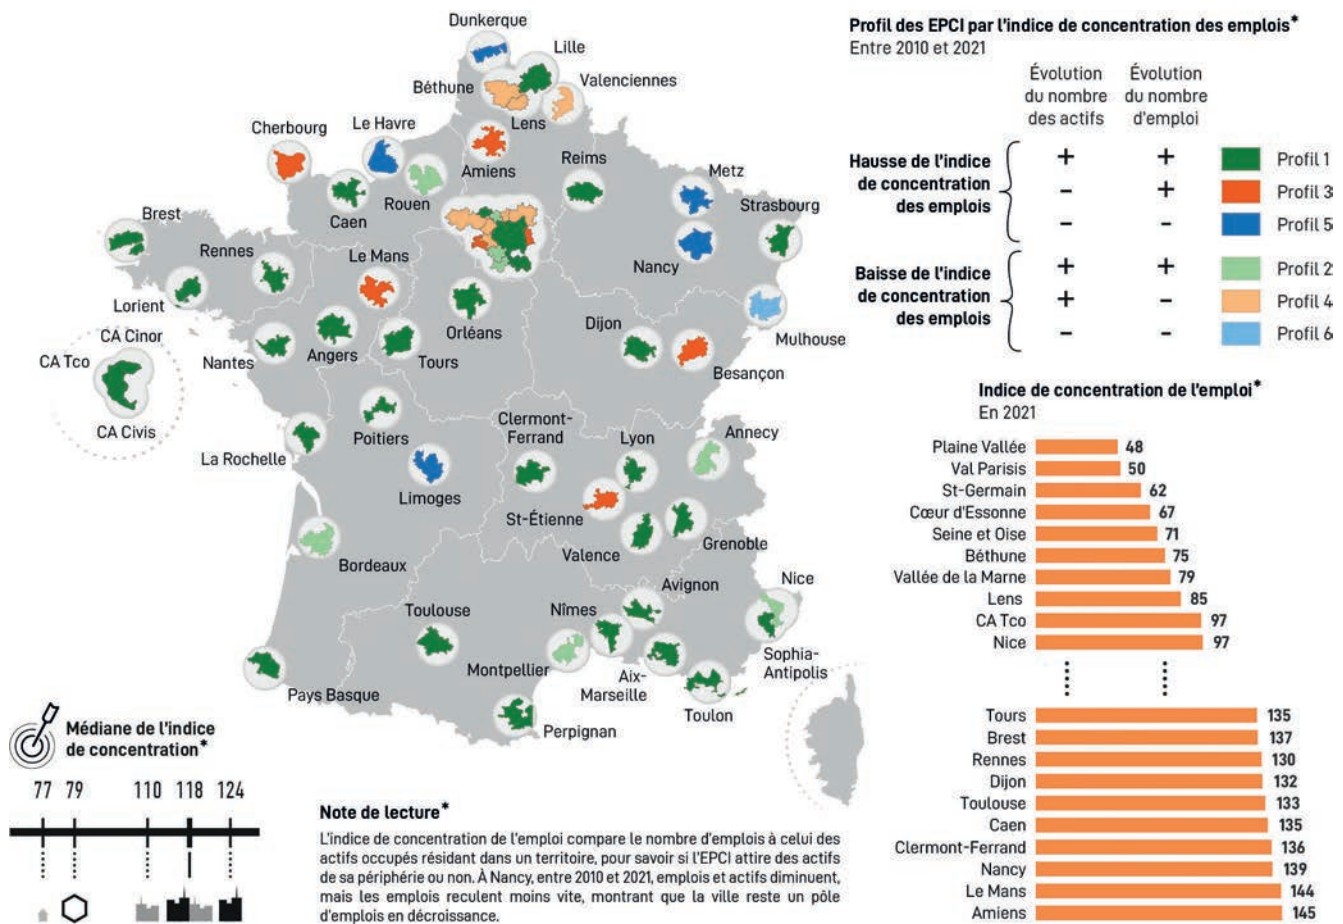 Dunkerque
Lille
Béthune
Valenciennes
Lens
Cherbourg
Le Havre
Amiens
Reims
Metz
Rouen
Caen
Strasbourg
Brest
Rennes
Le Mans
Nancy
Lorient
Orléans
Dijon
Mulhouse
CA Cinor
CA Tco
Nantes
Angers
Tours
Besançon
CA Civis
Poitiers
Clermont-
Ferrand
Lyon
Annecy
La Rochelle
Limoges
St-Étienne
Valence
Grenoble
Bordeaux
Avignon
Nice
Toulouse
Nîmes
Montpellier
Sophia-
Antipolis
Aix-
Marseille
Pays Basque
Toulon
Perpignan
Profil des EPCI par l'indice de concentration des emplois*
Entre 2010 et 2021
Évolution
du nombre
des actifs
Évolution
du nombre
d'emploi
Hausse de l'indice
de concentration
des emplois
+ + Profil 1
- + Profil 3
- - Profil 5
Baisse de l'indice
de concentration
des emplois
+ + Profil 2
+ - Profil 4
- - Profil 6
Indice de concentration de l'emploi*
En 2021
Plaine Vallée 48
Val Parisis 50
St-Germain 62
Cœur d'Essonne 67
Seine et Oise 71
Béthune 75
Vallée de la Marne 79
Lens 85
CA Tco 97
Nice 97
Tours 135
Brest 137
Rennes 130
Dijon 132
Toulouse 133
Caen 135
Clermont-Ferrand 136
Nancy 139
Le Mans 144
Amiens 145
Médiane de l'indice
de concentration*
77 79 110 118 124
Note de lecture*
L'indice de concentration de l'emploi compare le nombre d'emplois à celui des
actifs occupés résidant dans un territoire, pour savoir si l'EPCI attire des actifs
de sa périphérie ou non. À Nancy, entre 2010 et 2021, emplois et actifs diminuent,
mais les emplois reculent moins vite, montrant que la ville reste un pôle
d'emplois en décroissance.